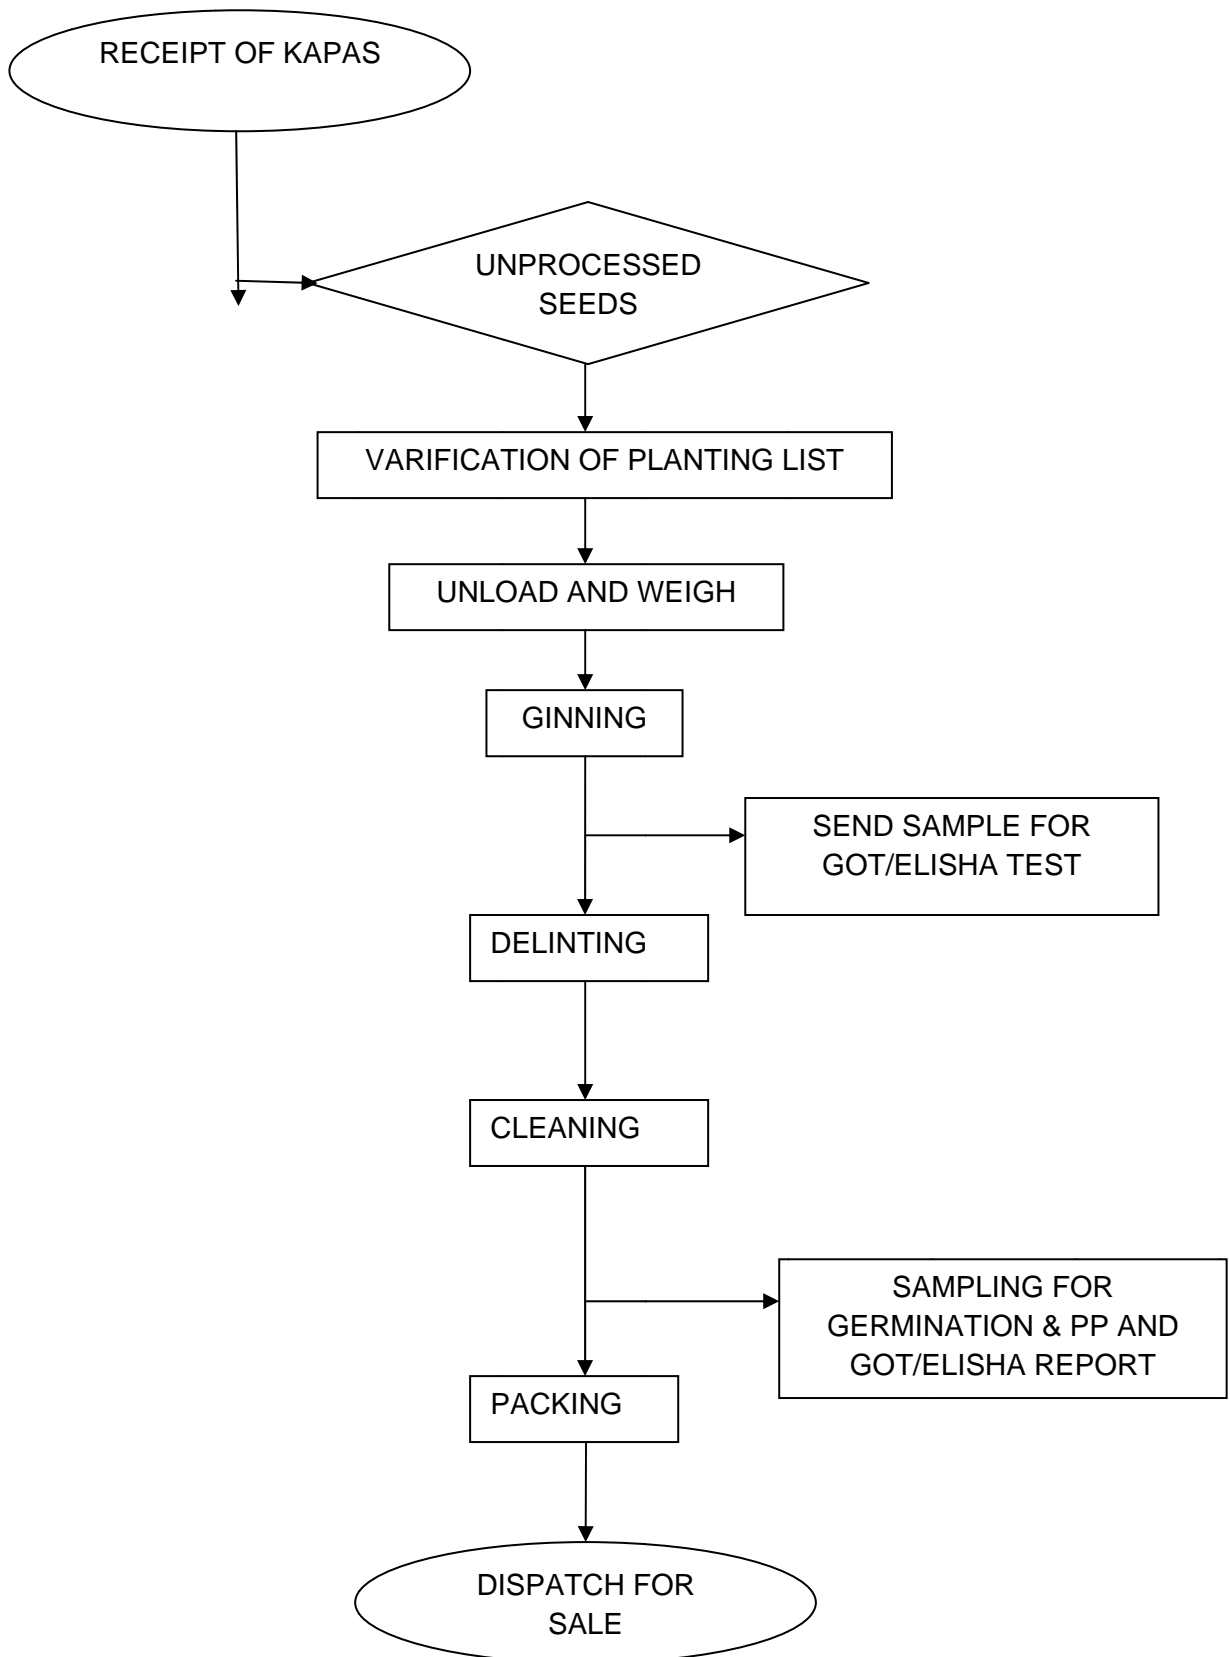 RECEIPT OF KAPAS
UNPROCESSED
SEEDS
VARIFICATION OF PLANTING LIST
UNLOAD AND WEIGH
GINNING
SEND SAMPLE FOR
GOT/ELISHA TEST
DELINTING
CLEANING
SAMPLING FOR
GERMINATION & PP AND
GOT/ELISHA REPORT
PACKING
DISPATCH FOR
SALE